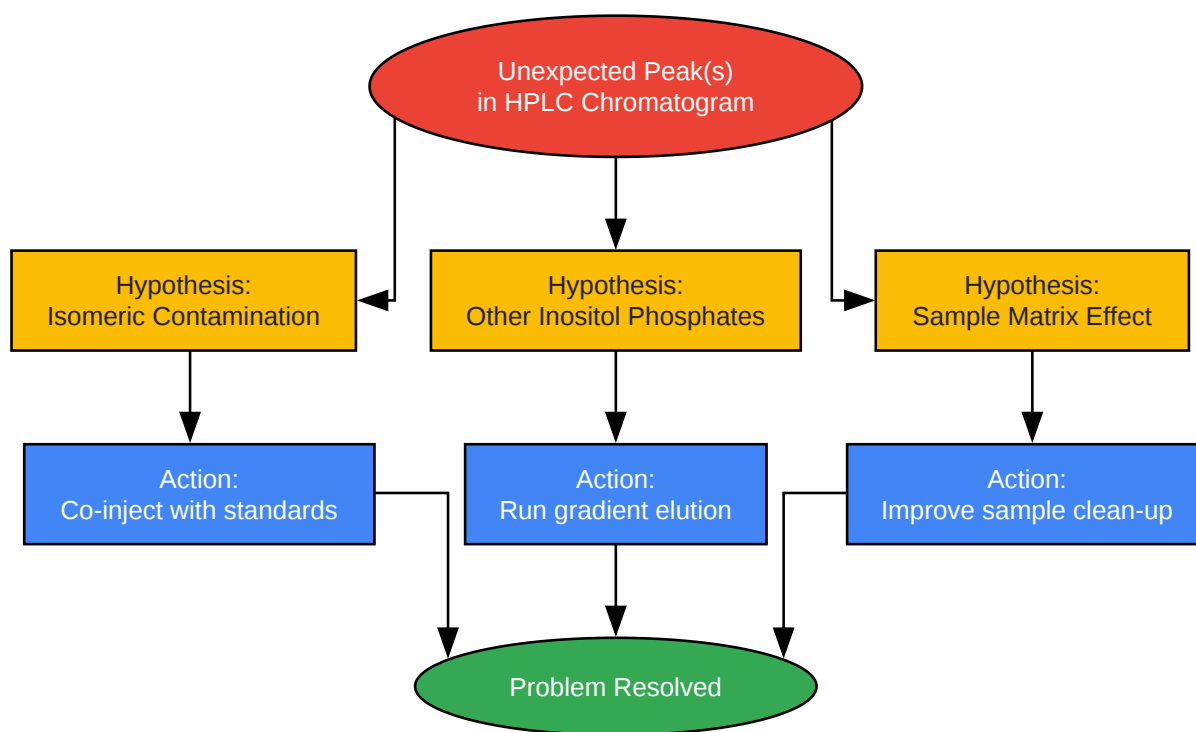 Unexpected Peak(s)
in HPLC Chromatogram
Hypothesis:
Isomeric Contamination
Hypothesis:
Other Inositol Phosphates
Hypothesis:
Sample Matrix Effect
Action:
Co-inject with standards
Action:
Run gradient elution
Action:
Improve sample clean-up
Problem Resolved